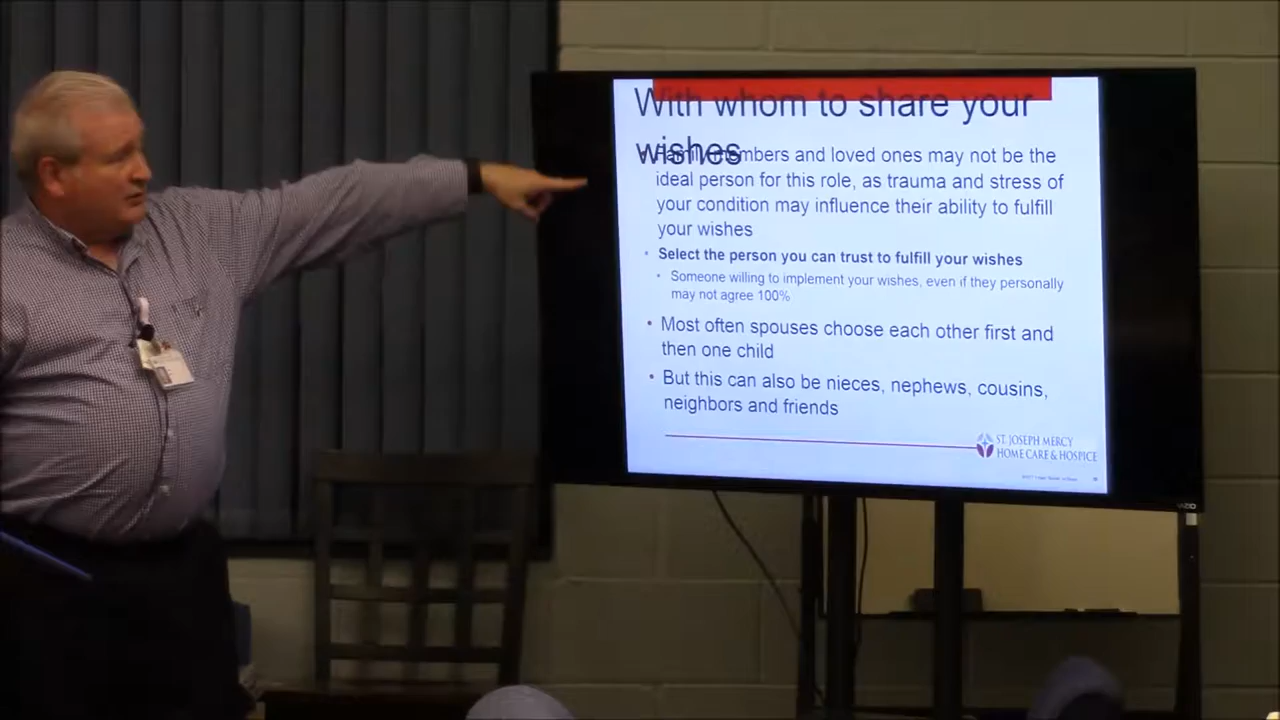 With whom to share your
wishes
Family members and loved ones may not be the
ideal person for this role, as trauma and stress of
your condition may influence their ability to fulfill
your wishes
• Select the person you can trust to fulfill your wishes
• Someone willing to implement your wishes, even if they personally
may not agree 100%
• Most often spouses choose each other first and
then one child
• But this can also be nieces, nephews, cousins,
neighbors and friends
ST. JOSEPH MERCY
HOME CARE & HOSPICE
VIZIO